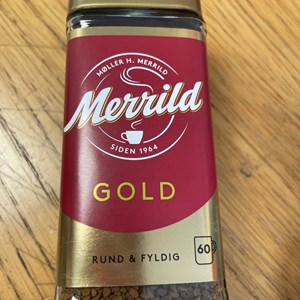 MØLLER H. MERRILD
Merrild
SIDEN 1964
GOLD
RUND & FYLDIG
60